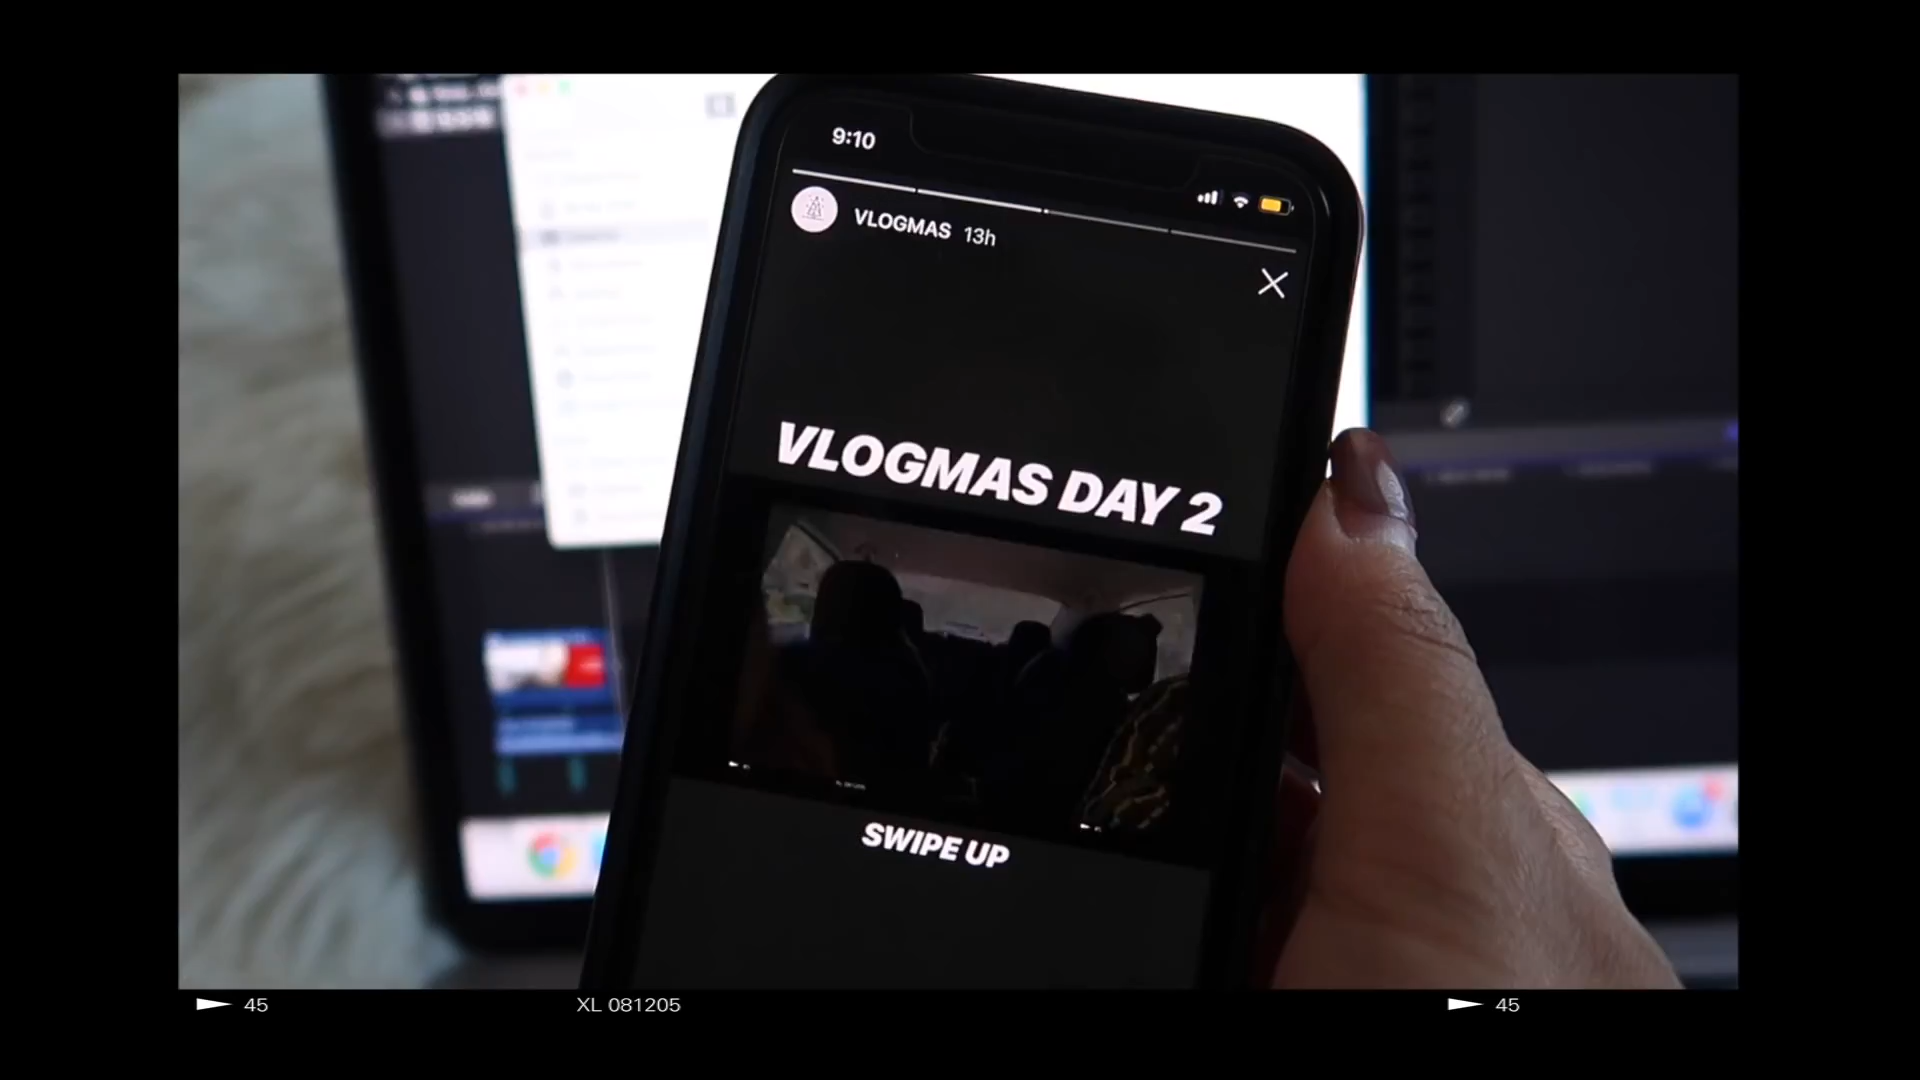 9:10
VLOGMAS 13h
VLOGMAS DAY 2
SWIPE UP
45
XL 081205
45